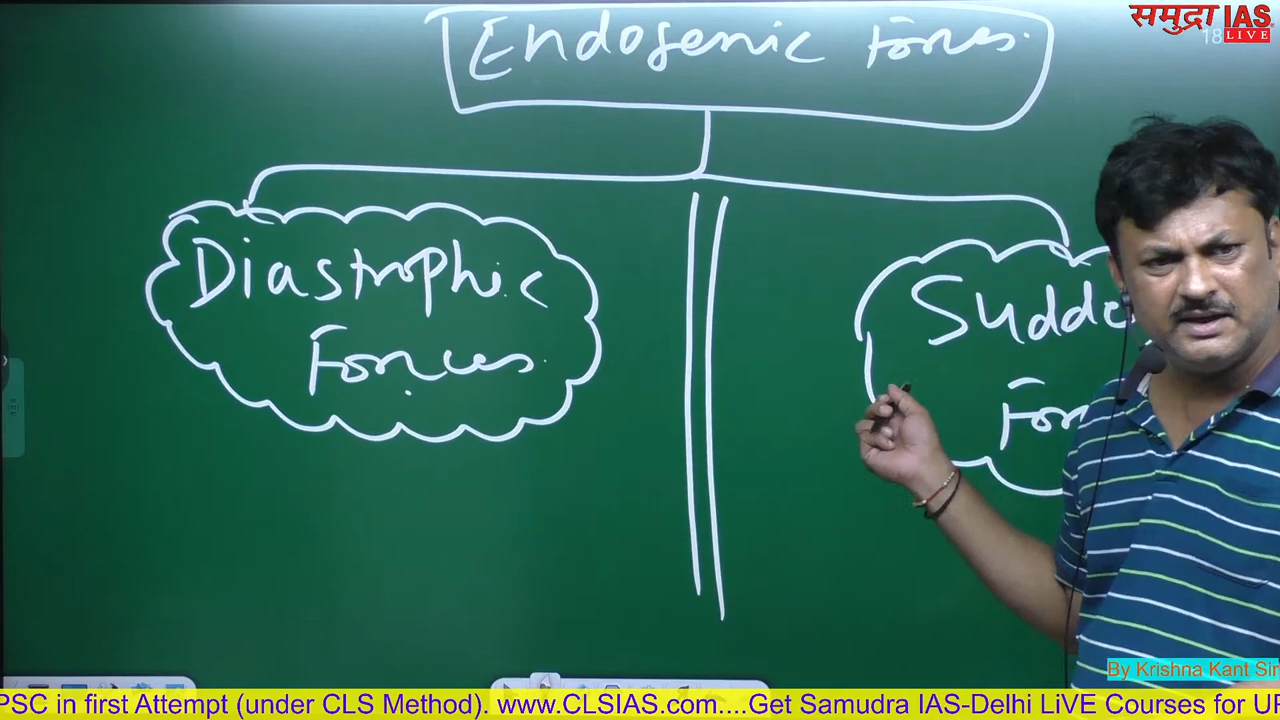 समुद्रा IAS
18 LIVE
Endogenic Forces.
Diastrophic
Forces.
Sudde
For
By Krishna Kant Sir
PSC in first Attempt (under CLS Method). www.CLSIAS.com....Get Samudra IAS-Delhi LiVE Courses for UP